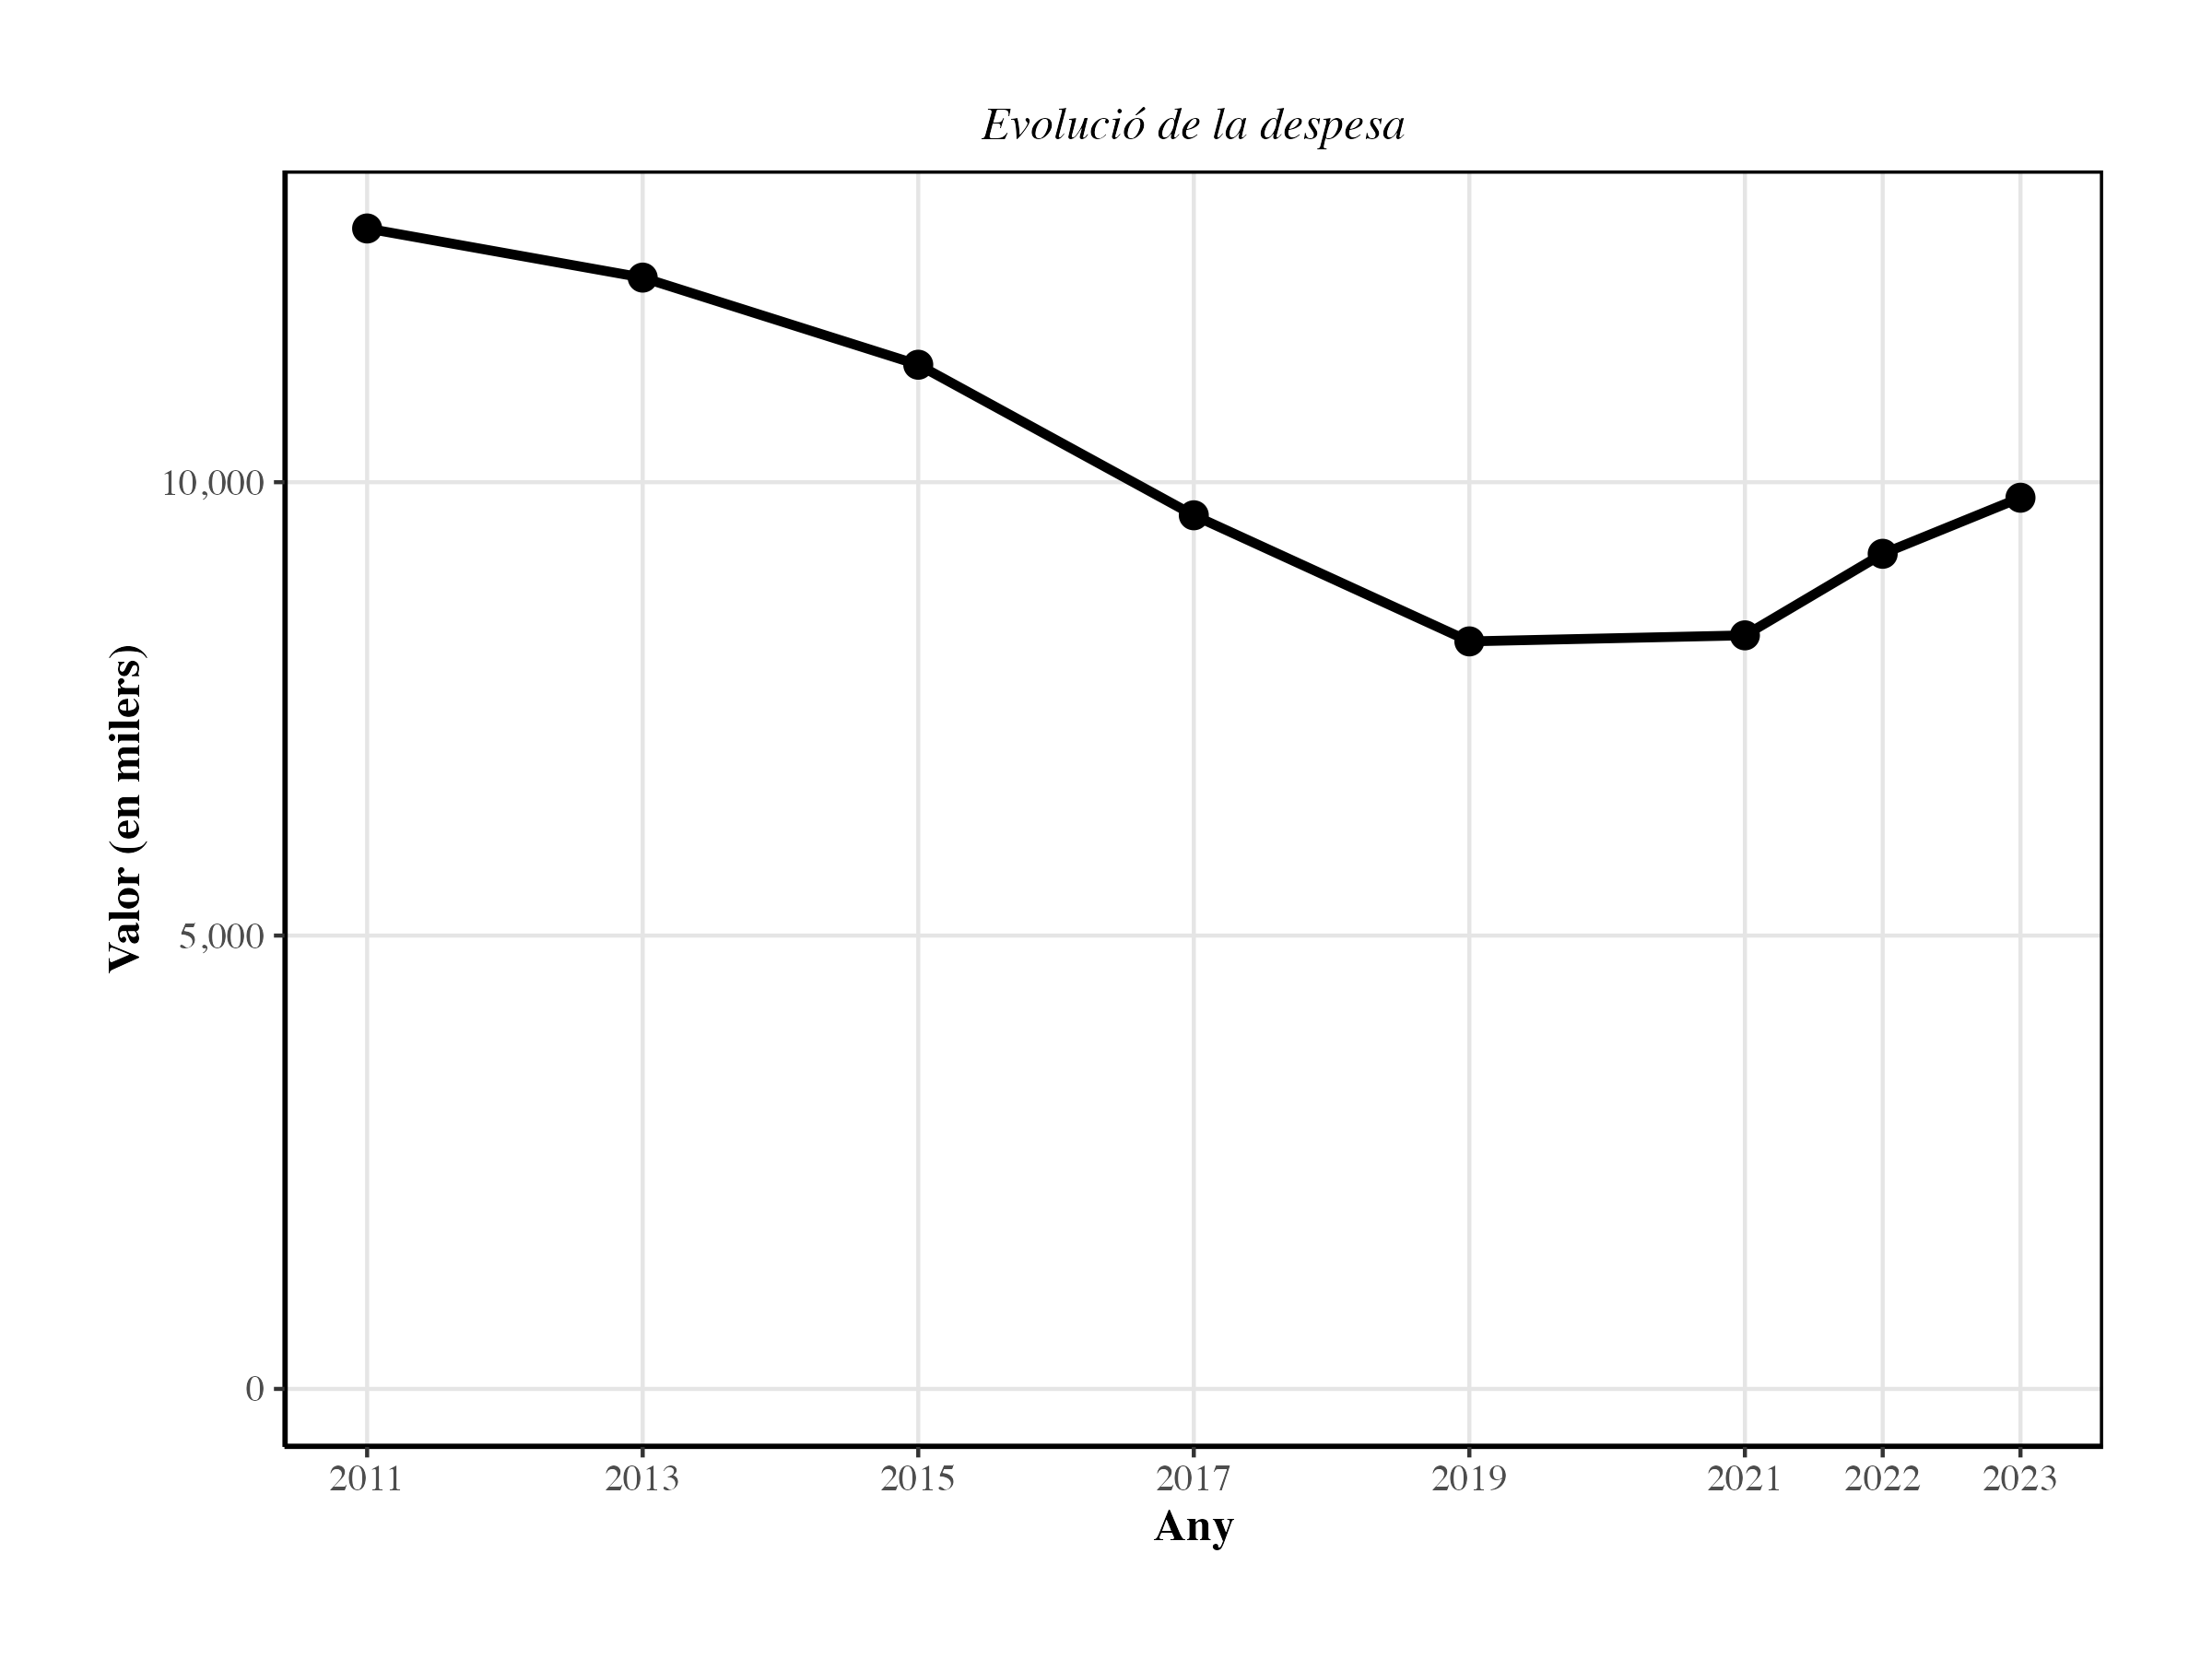 Evolució de la despesa
Valor (en milers)
10,000
5,000
0
2011 2013 2015 2017 2019 2021 2022 2023
Any